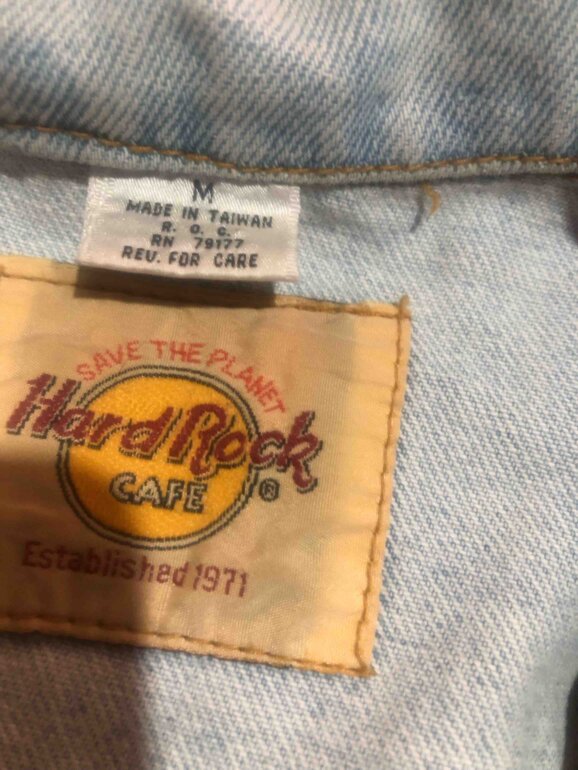 M
MADE IN TAIWAN
R. O. C.
RN 79177
REV. FOR CARE
SAVE THE PLANET
Hard Rock
CAFE ®
Established 1971